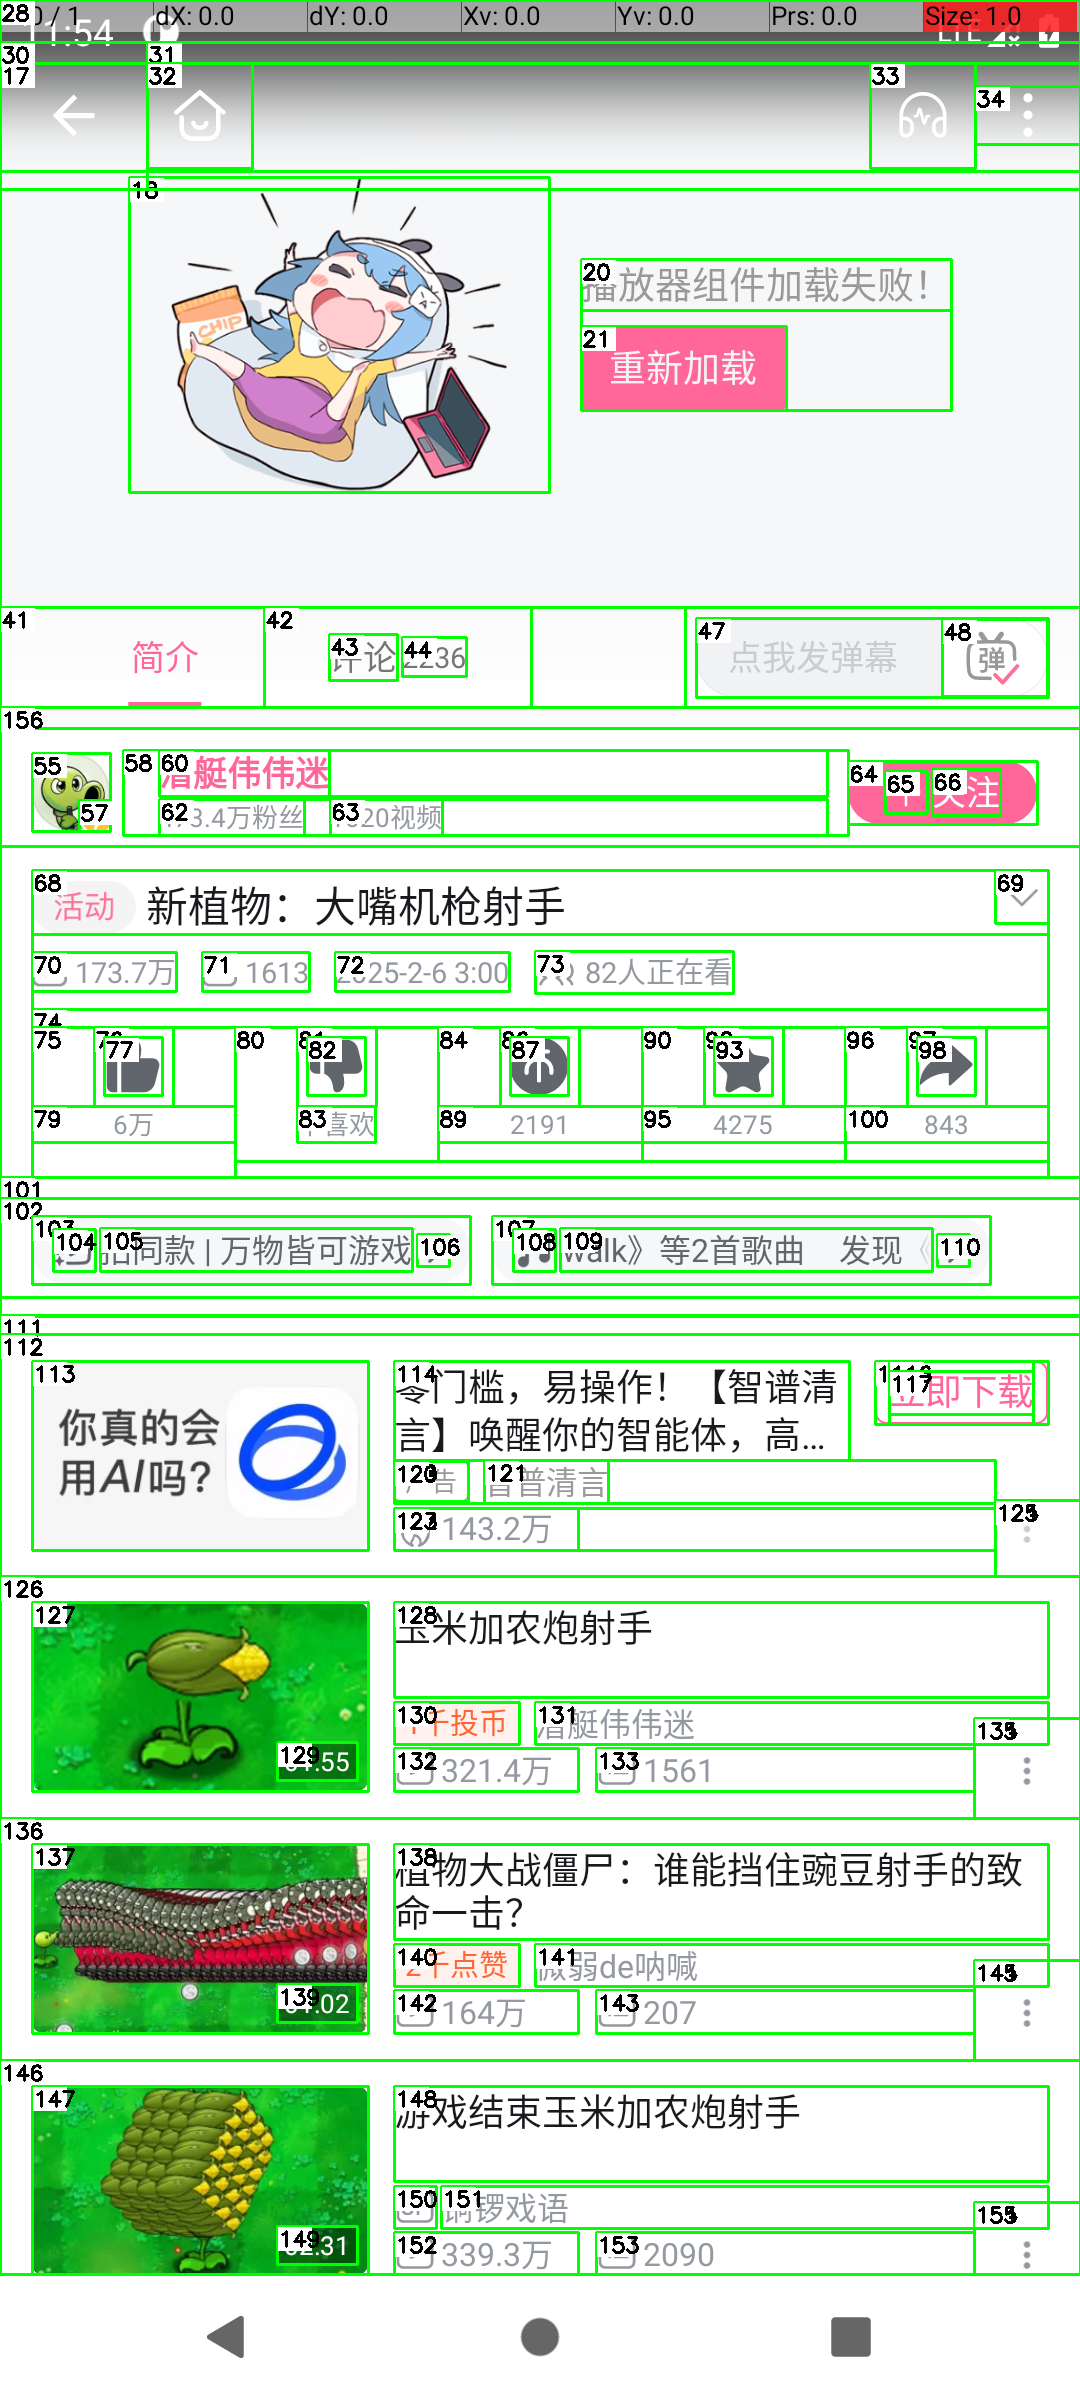 0 / 1 dX: 0.0 dY: 0.0 Xv: 0.0 Yv: 0.0 Prs: 0.0 Size: 1.0
11:54 LTE
28
30 31
17 32 33
34
18
CHIP
20 播放器组件加载失败！
21 重新加载
41 简介 42 43 评论 44 2236 47 点我发弹幕 48 弹
156
55 57 58 60 潜艇伟伟迷
62 173.4万粉丝 63 1020视频
64 65 66 关注
68 活动 新植物：大嘴机枪射手 69
70 173.7万 71 1613 72 2025-2-6 3:00 73 82人正在看
74
75 77 80 82 84 87 90 93 96 98
79 6万 83 不喜欢 89 2191 95 4275 100 843
101
102
103 104 105 拍同款 | 万物皆可游戏 106 107 108 109 walk》等2首歌曲 发现《 110
111
112
113 你真的会
用AI吗？
114 零门槛，易操作！【智谱清
言】唤醒你的智能体，高...
117 立即下载
120 广告 121 智普清言
123 143.2万 125
126
127 128 玉米加农炮射手
129 :55
130 1千投币 131 潜艇伟伟迷
132 321.4万 133 1561 135
136
137 138 植物大战僵尸：谁能挡住豌豆射手的致
命一击？
139 :02
140 2千点赞 141 微弱de呐喊
142 164万 143 207 145
146
147 148 游戏结束玉米加农炮射手
149 :31
150 UP 151 铜锣戏语
152 339.3万 153 2090 155